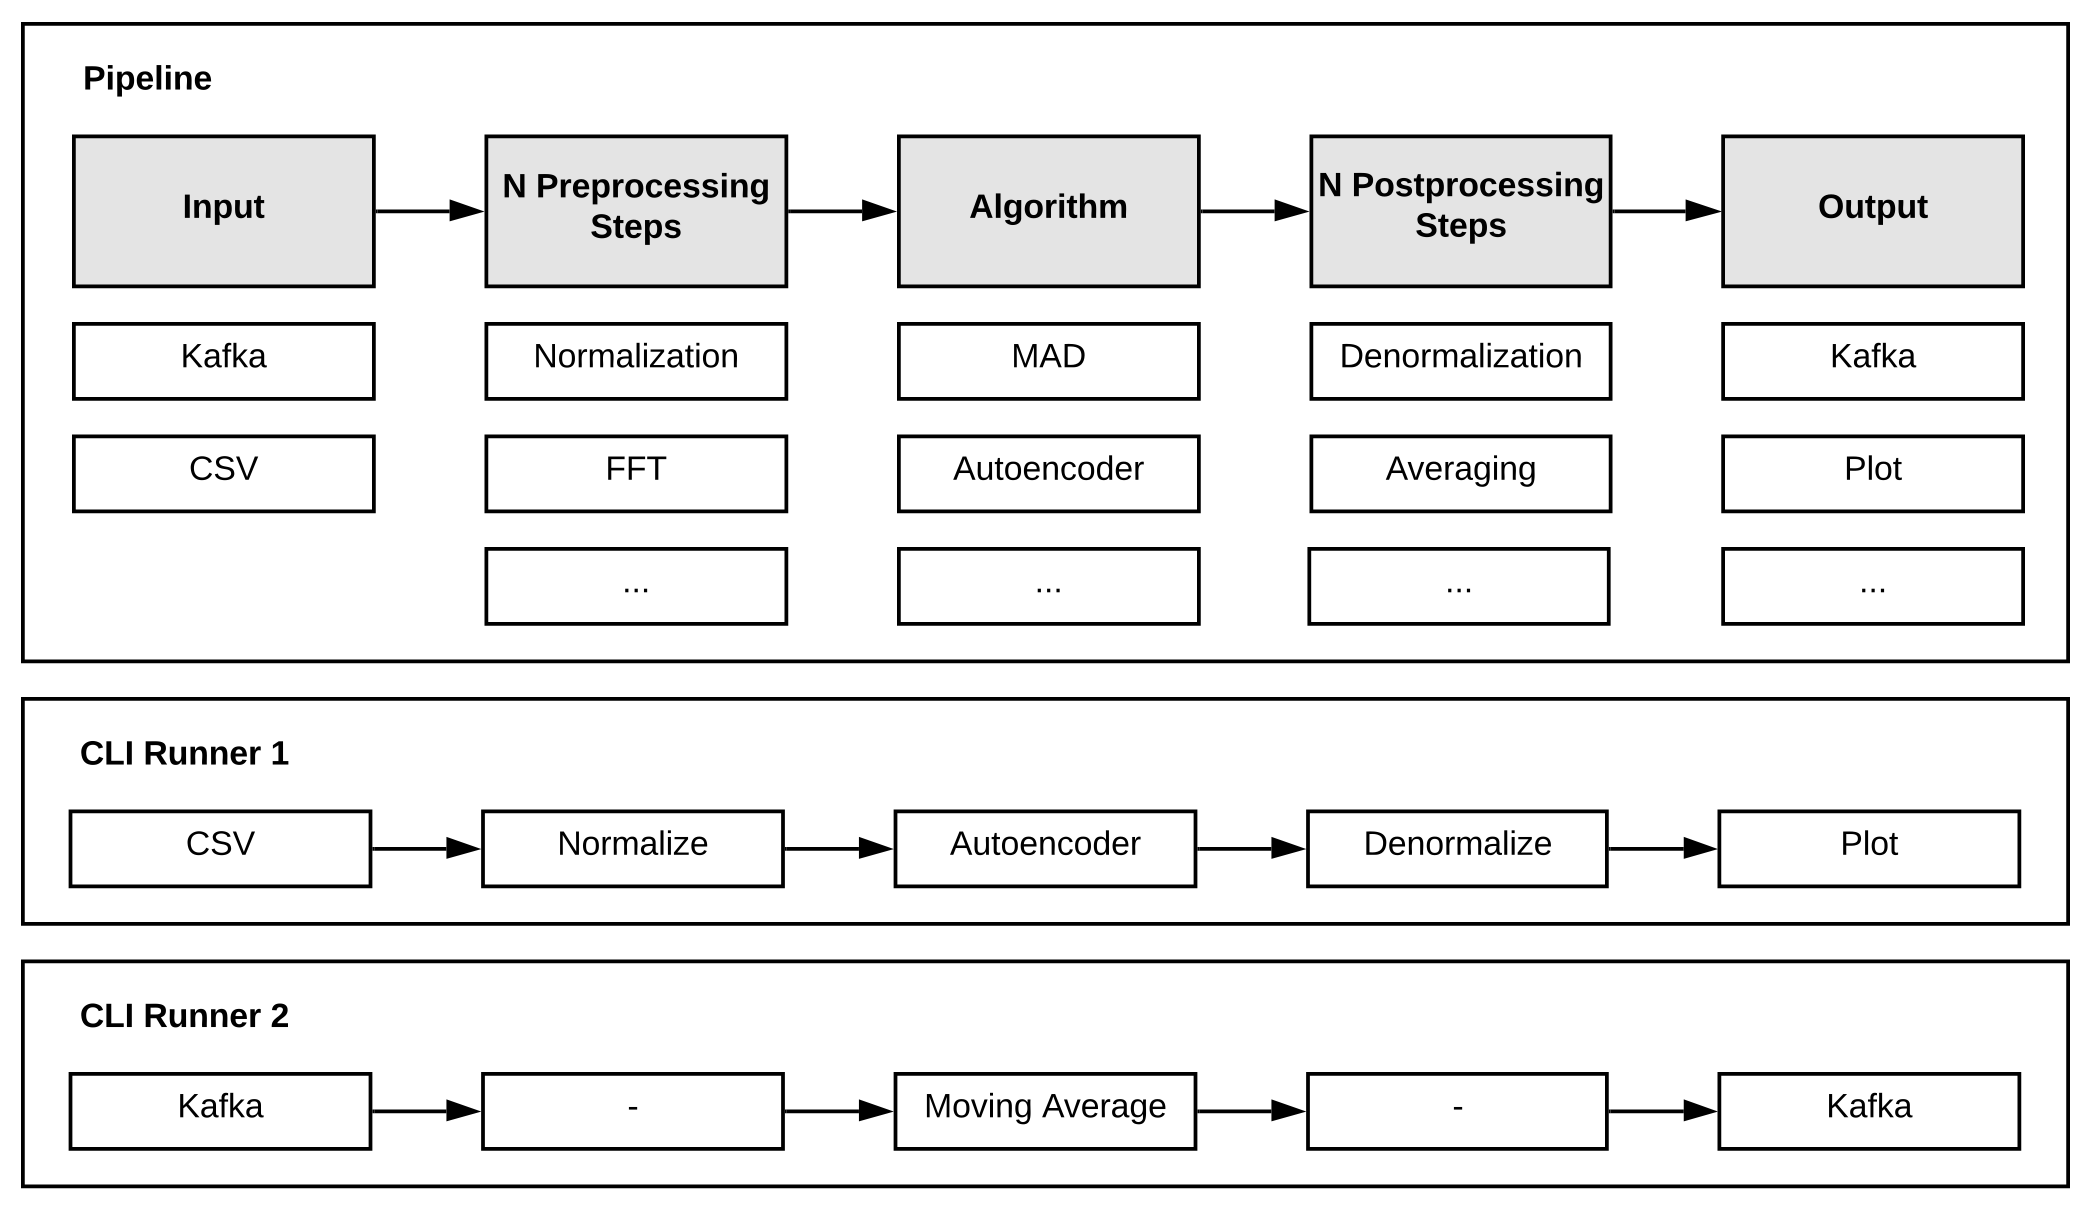 Pipeline
Input
N Preprocessing
Steps
Algorithm
N Postprocessing
Steps
Output
Kafka
Normalization
MAD
Denormalization
Kafka
CSV
FFT
Autoencoder
Averaging
Plot
...
...
...
...
CLI Runner 1
CSV
Normalize
Autoencoder
Denormalize
Plot
CLI Runner 2
Kafka
-
Moving Average
-
Kafka